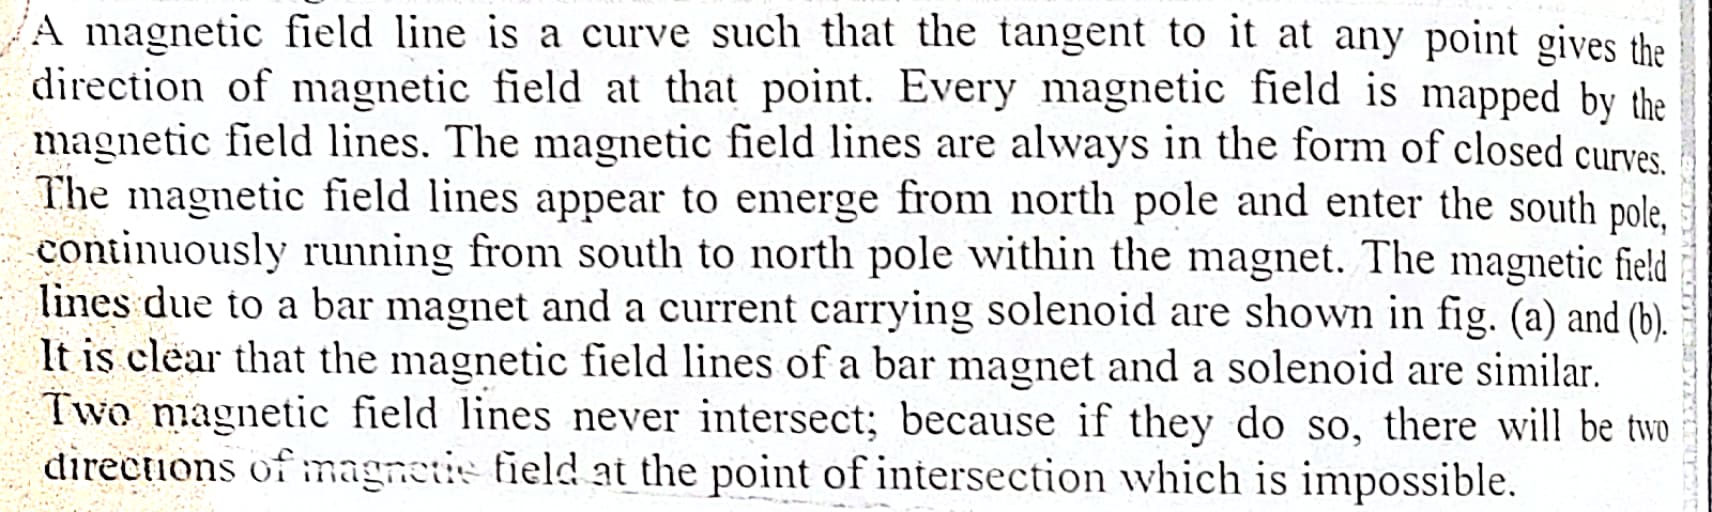 A magnetic field line is a curve such that the tangent to it at any point gives the
direction of magnetic field at that point. Every magnetic field is mapped by the
magnetic field lines. The magnetic field lines are always in the form of closed curves.
The magnetic field lines appear to emerge from north pole and enter the south pole,
continuously running from south to north pole within the magnet. The magnetic field
lines due to a bar magnet and a current carrying solenoid are shown in fig. (a) and (b).
It is clear that the magnetic field lines of a bar magnet and a solenoid are similar.
Two magnetic field lines never intersect; because if they do so, there will be two
directions of magnetic field at the point of intersection which is impossible.